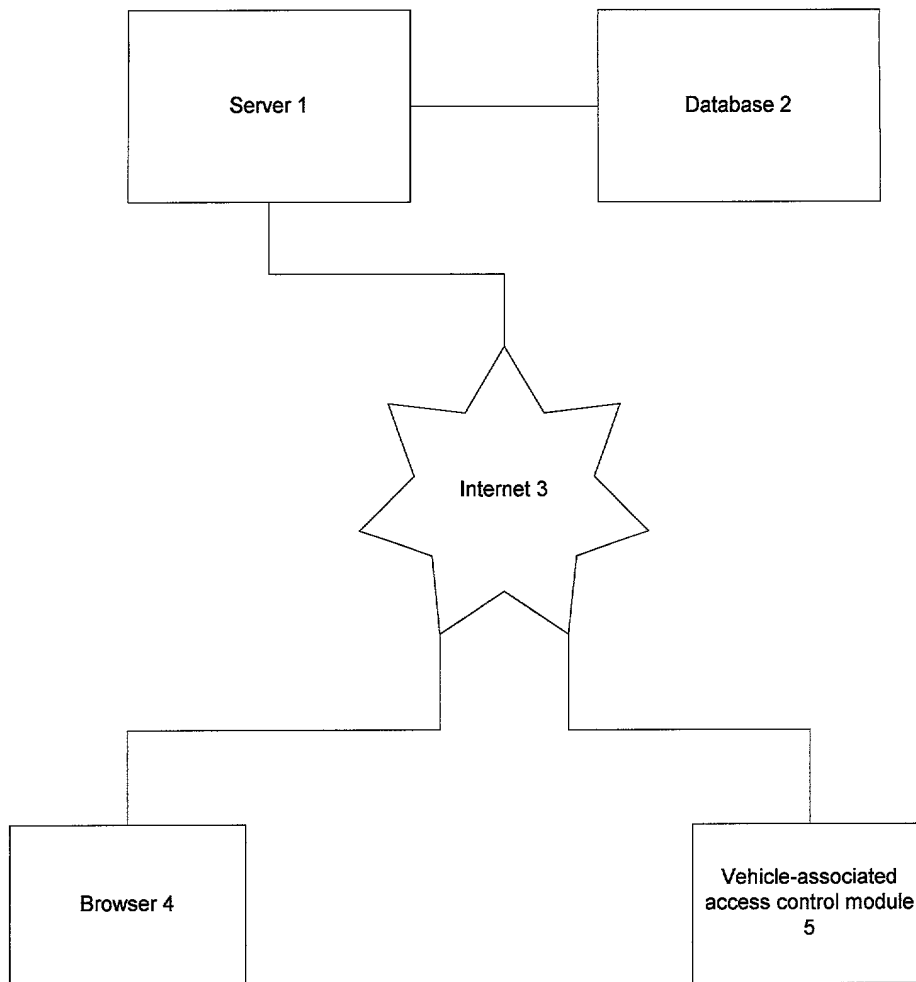 Server 1
Database 2
Internet 3
Browser 4
Vehicle-associated
access control module
5